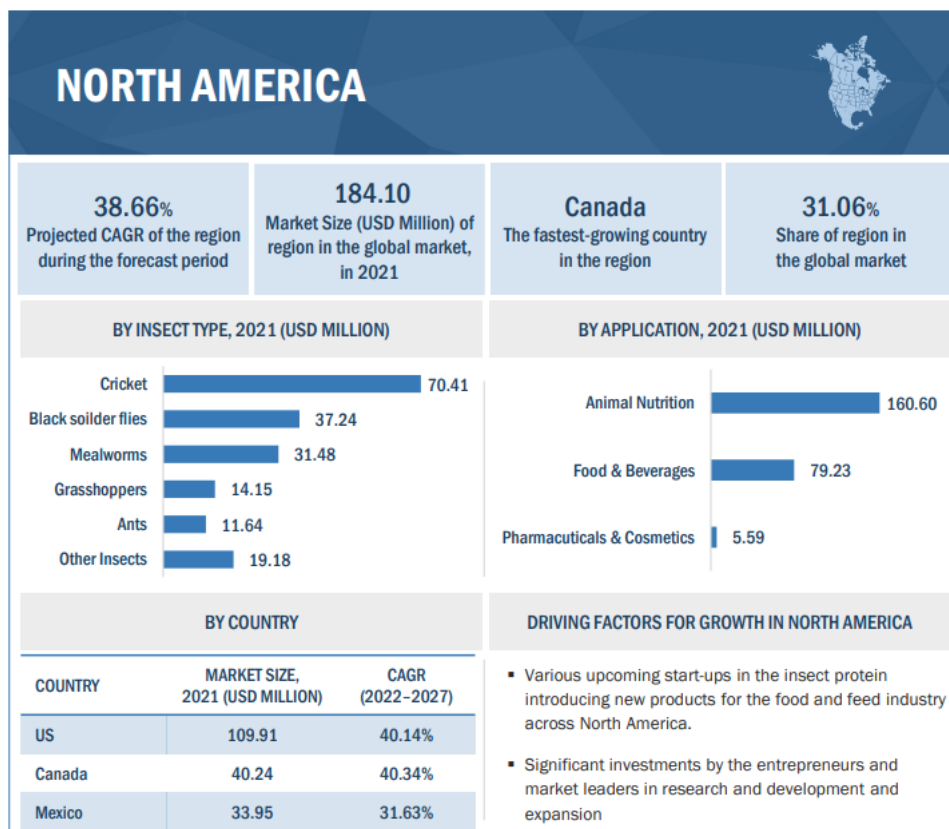 NORTH AMERICA
38.66%
Projected CAGR of the region
during the forecast period
184.10
Market Size (USD Million) of
region in the global market,
in 2021
Canada
The fastest-growing country
in the region
31.06%
Share of region in
the global market
BY INSECT TYPE, 2021 (USD MILLION)
Cricket 70.41
Black soilder flies 37.24
Mealworms 31.48
Grasshoppers 14.15
Ants 11.64
Other Insects 19.18
BY APPLICATION, 2021 (USD MILLION)
Animal Nutrition 160.60
Food & Beverages 79.23
Pharmacuticals & Cosmetics 5.59
BY COUNTRY
COUNTRY MARKET SIZE, CAGR
2021 (USD MILLION) (2022–2027)
US 109.91 40.14%
Canada 40.24 40.34%
Mexico 33.95 31.63%
DRIVING FACTORS FOR GROWTH IN NORTH AMERICA
▪ Various upcoming start-ups in the insect protein
introducing new products for the food and feed industry
across North America.
▪ Significant investments by the entrepreneurs and
market leaders in research and development and
expansion